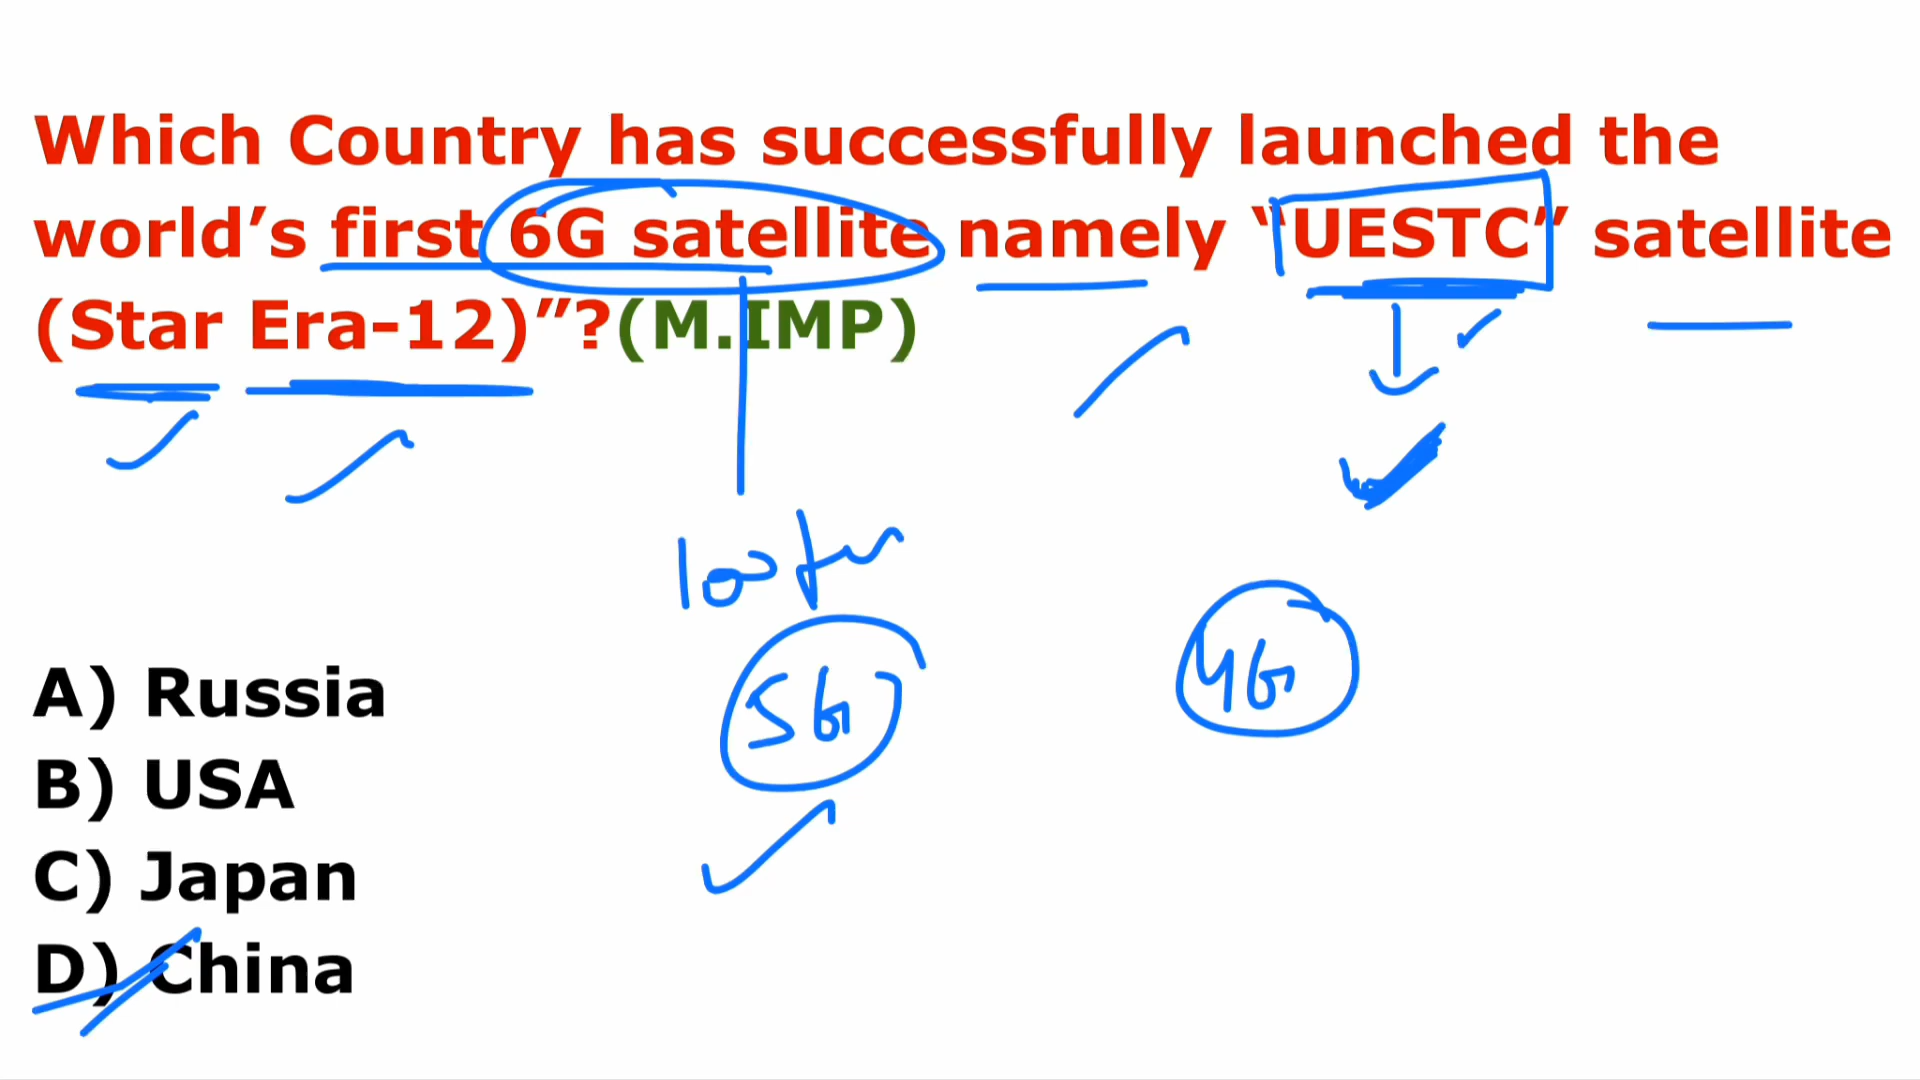 Which Country has successfully launched the
world’s first 6G satellite namely “UESTC” satellite
(Star Era-12)”?(M.IMP)
100
5G
4G
A) Russia
B) USA
C) Japan
D) China